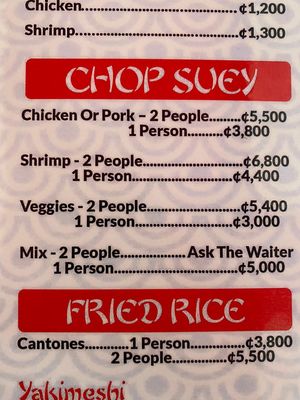 Chicken.................................¢1,200
Shrimp..................................¢1,300
CHOP SUEY
Chicken Or Pork – 2 People.........¢5,500
1 Person..........¢3,800
Shrimp - 2 People...........................¢6,800
1 Person...........................¢4,400
Veggies - 2 People.........................¢5,400
1 Person.........................¢3,000
Mix - 2 People..................Ask The Waiter
1 Person.................................¢5,000
FRIED RICE
Cantones............1 Person..............¢3,800
2 People...............¢5,500
Yakimeshi